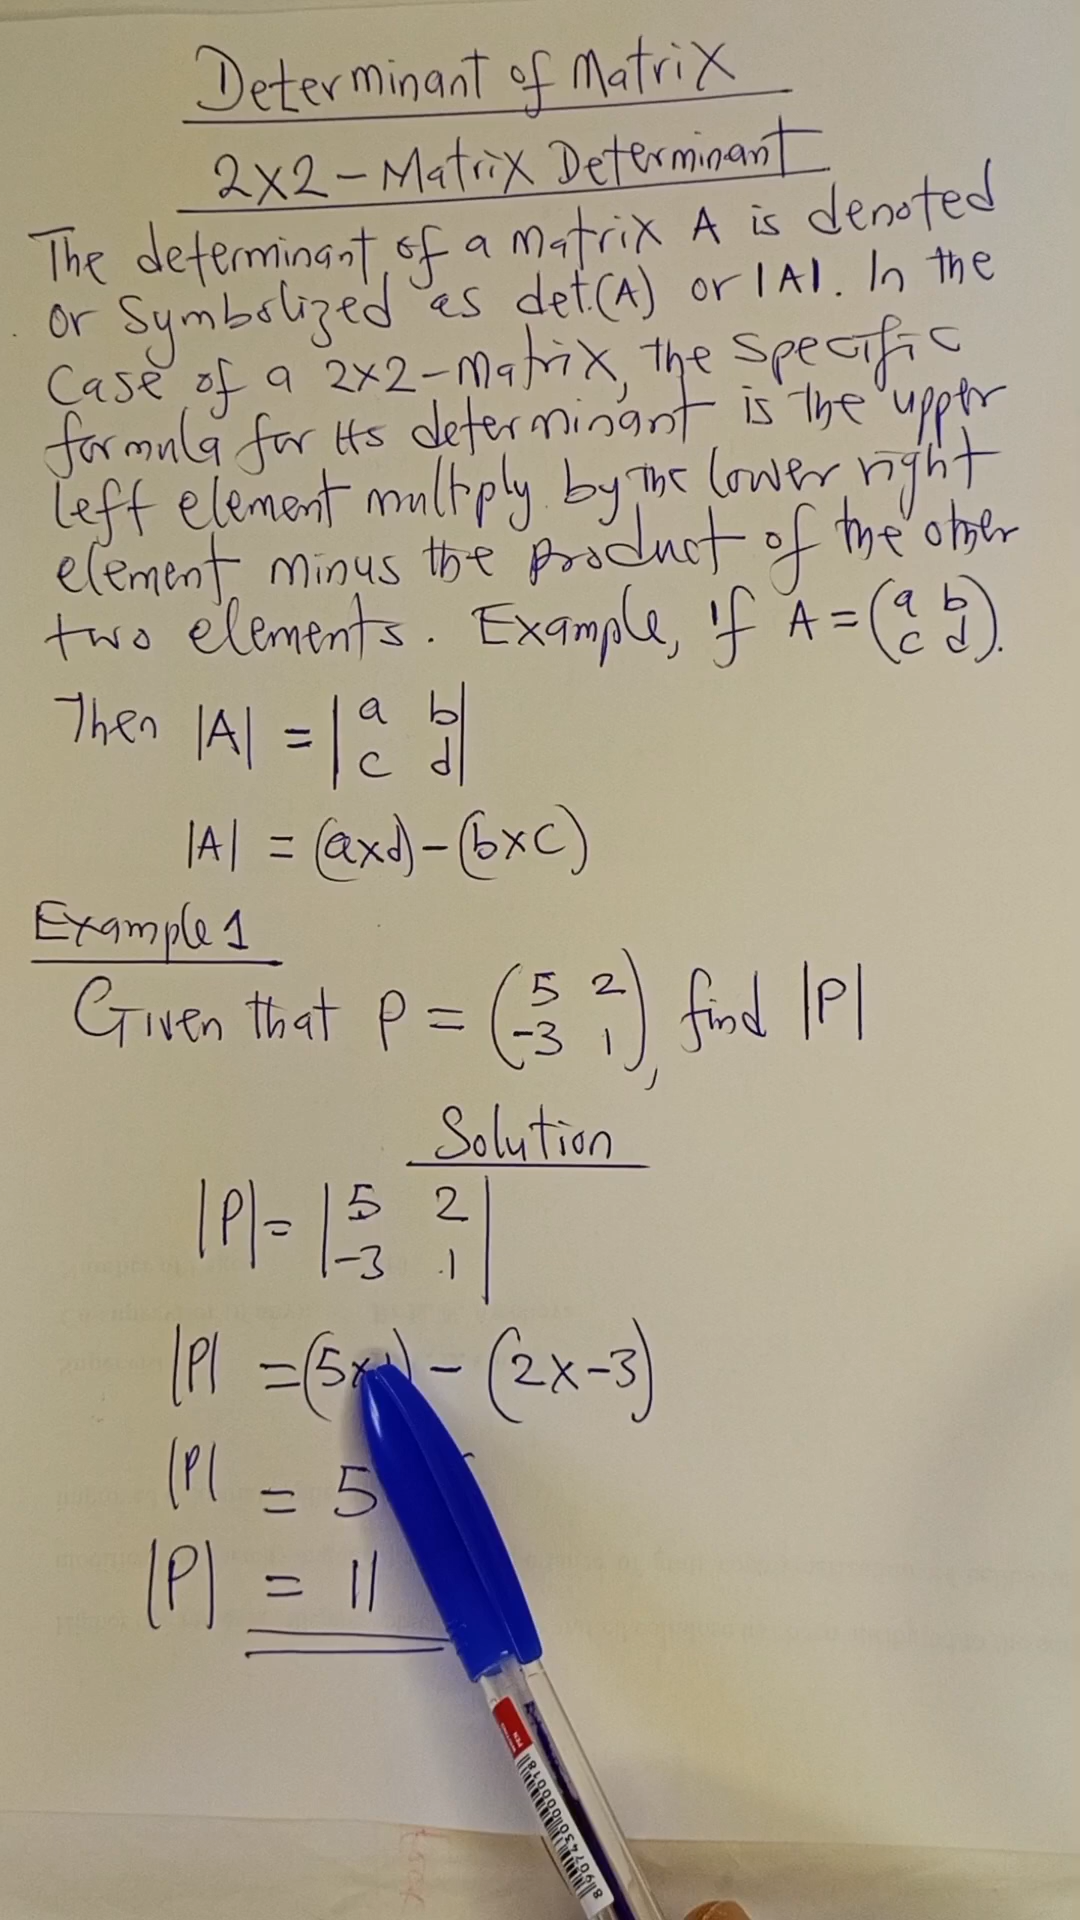 Determinant of Matrix
2x2-Matrix Determinant
The determinant of a matrix A is denoted
or Symbolized as det.(A) or |A|. In the
Case of a 2x2-matrix, the specific
formula for its determinant is the upper
left element multiply by the lower right
element minus the product of the other
two elements. Example, if A = (a b
c d).
Then |A| = |a b|
|c d|
|A| = (axd)-(bxc)
Example 1
Given that P = (5 2
-3 1), find |P|
Solution
|P| = |5 2|
|-3 1|
|P| = (5x ) - (2x-3)
|P| = 5
|P| = 11
PEN